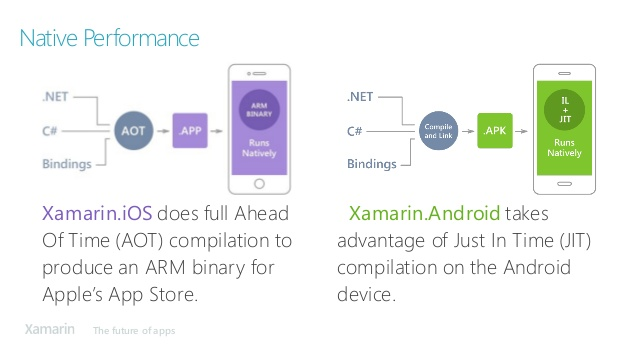 Native Performance
.NET
C#
Bindings
AOT
.APP
ARM
BINARY
Runs
Natively
.NET
C#
Bindings
Compile
and Link
.APK
IL
+
JIT
Runs
Natively
Xamarin.iOS does full Ahead
Of Time (AOT) compilation to
produce an ARM binary for
Apple’s App Store.
Xamarin.Android takes
advantage of Just In Time (JIT)
compilation on the Android
device.
Xamarin The future of apps